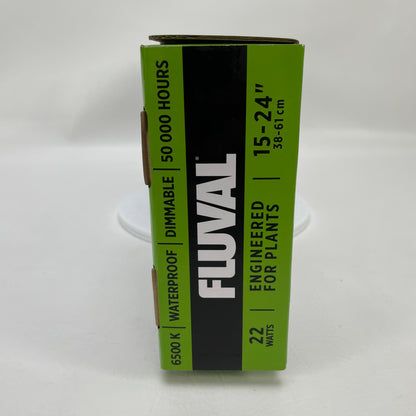 6500 K | WATERPROOF | DIMMABLE | 50 000 HOURS
FLUVAL®
22 WATTS | ENGINEERED FOR PLANTS | 15-24" 38-61 cm